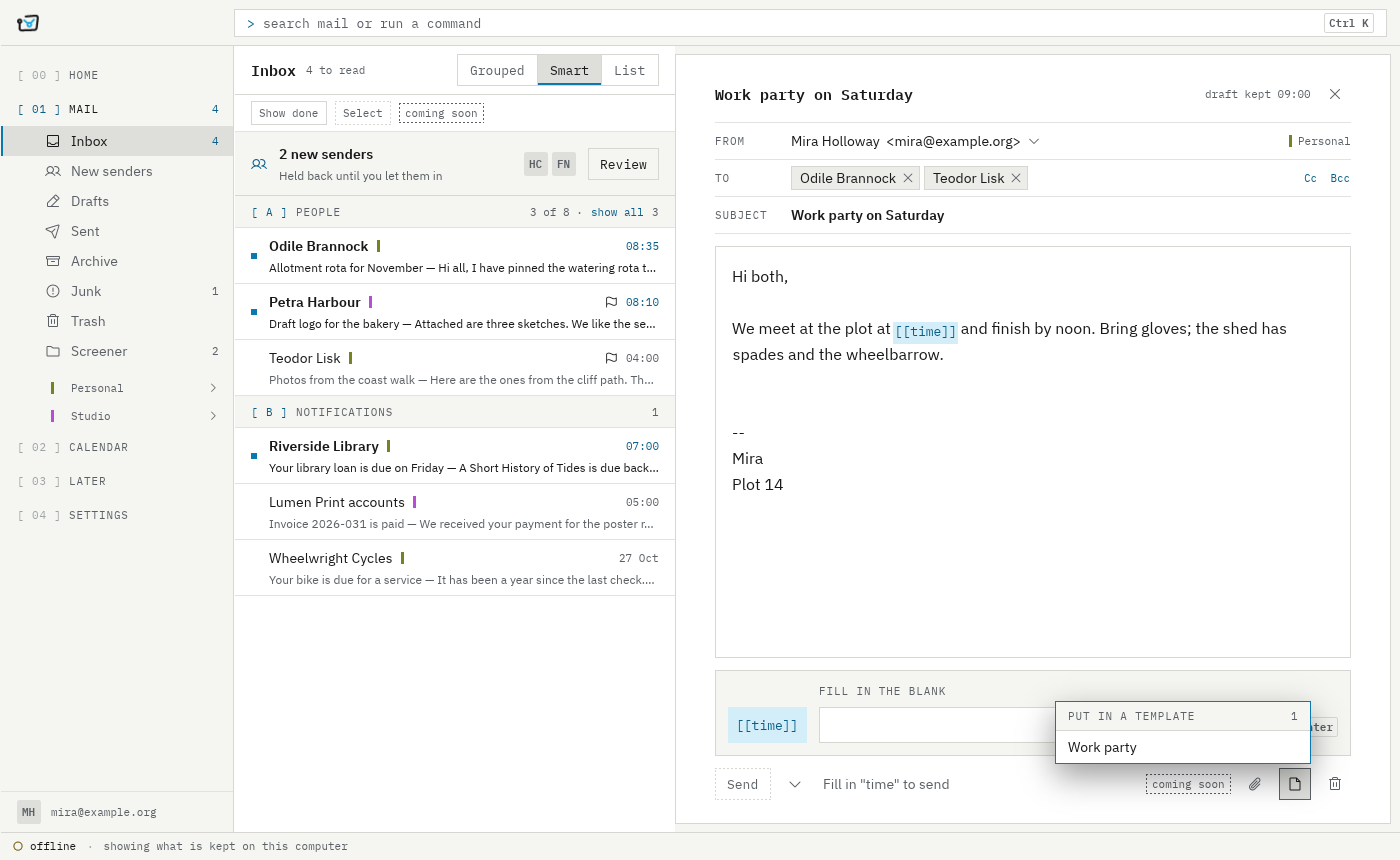 > search mail or run a command
Ctrl K
[ 00 ] HOME
[ 01 ] MAIL 4
Inbox 4
New senders
Drafts
Sent
Archive
Junk 1
Trash
Screener 2
Personal
Studio
[ 02 ] CALENDAR
[ 03 ] LATER
[ 04 ] SETTINGS
MH mira@example.org
Inbox 4 to read
Grouped Smart List
Show done Select coming soon
2 new senders
Held back until you let them in
HC FN Review
[ A ] PEOPLE 3 of 8 · show all 3
Odile Brannock 08:35
Allotment rota for November — Hi all, I have pinned the watering rota t…
Petra Harbour 08:10
Draft logo for the bakery — Attached are three sketches. We like the se…
Teodor Lisk 04:00
Photos from the coast walk — Here are the ones from the cliff path. Th…
[ B ] NOTIFICATIONS 1
Riverside Library 07:00
Your library loan is due on Friday — A Short History of Tides is due back…
Lumen Print accounts 05:00
Invoice 2026-031 is paid — We received your payment for the poster r…
Wheelwright Cycles 27 Oct
Your bike is due for a service — It has been a year since the last check.…
Work party on Saturday draft kept 09:00
FROM Mira Holloway <mira@example.org> Personal
TO Odile Brannock Teodor Lisk Cc Bcc
SUBJECT Work party on Saturday
Hi both,
We meet at the plot at [[time]] and finish by noon. Bring gloves; the shed has
spades and the wheelbarrow.
--
Mira
Plot 14
FILL IN THE BLANK
[[time]]
PUT IN A TEMPLATE 1
Work party
Send Fill in "time" to send coming soon
offline · showing what is kept on this computer